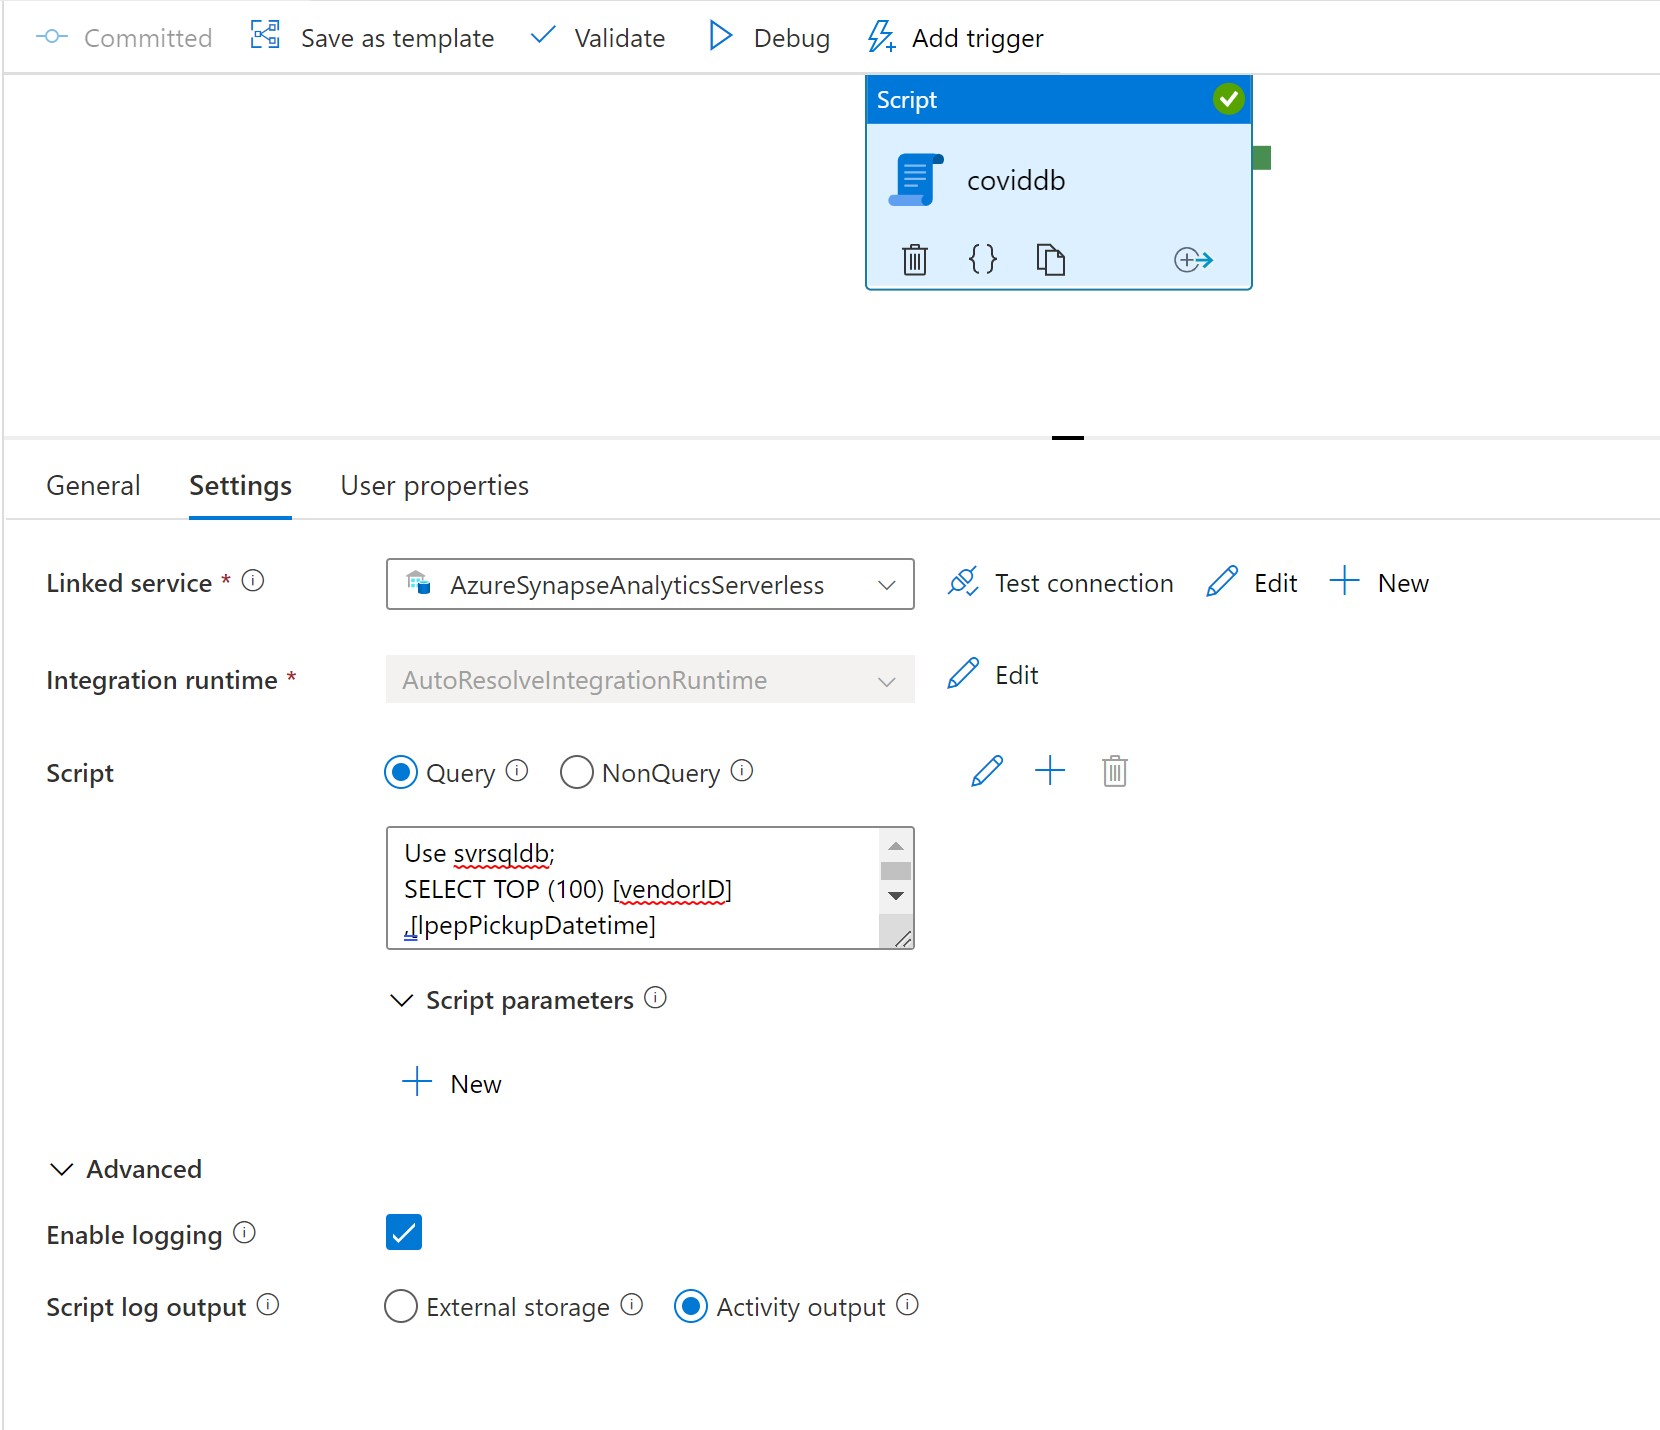 Committed Save as template Validate Debug Add trigger
Script
coviddb
General Settings User properties
Linked service * AzureSynapseAnalyticsServerless Test connection Edit New
Integration runtime * AutoResolveIntegrationRuntime Edit
Script Query NonQuery
Use svrsqldb;
SELECT TOP (100) [vendorID]
,[lpepPickupDatetime]
Script parameters
New
Advanced
Enable logging
Script log output External storage Activity output